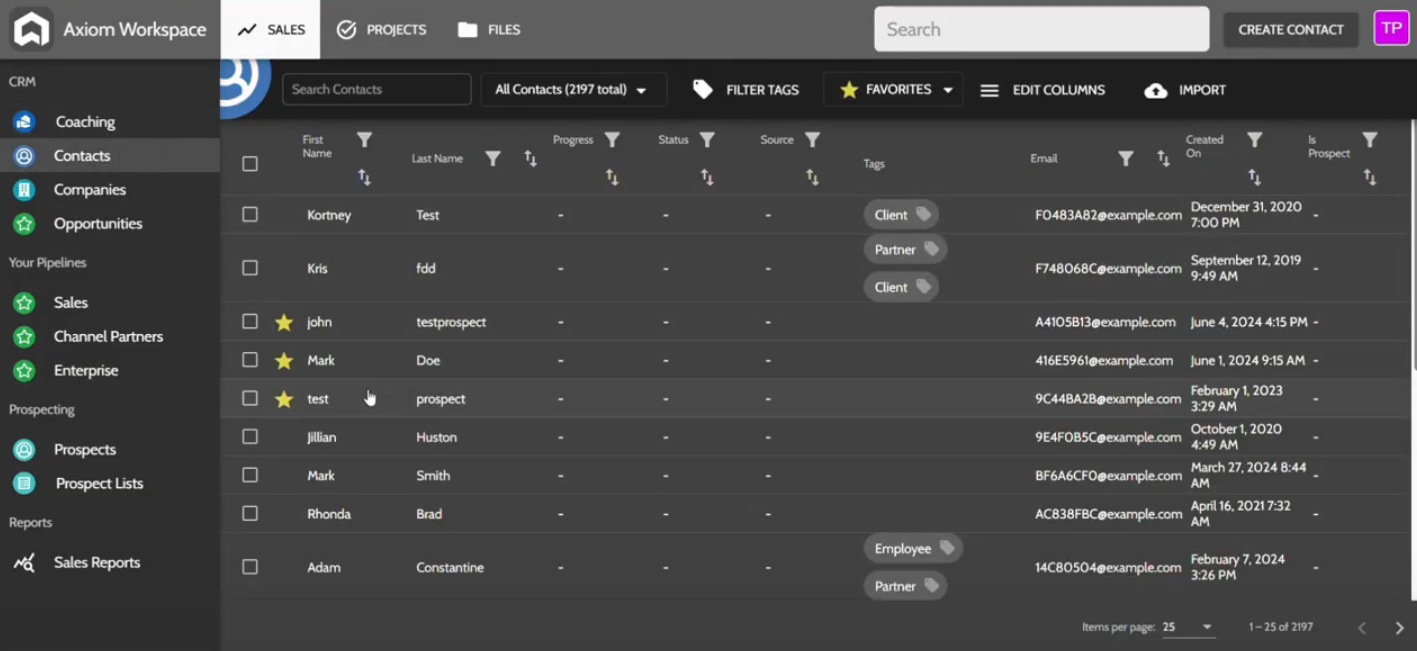 Axiom Workspace
SALES
PROJECTS
FILES
Search
CREATE CONTACT
TP
CRM
Coaching
Contacts
Companies
Opportunities
Your Pipelines
Sales
Channel Partners
Enterprise
Prospecting
Prospects
Prospect Lists
Reports
Sales Reports
Search Contacts
All Contacts (2197 total)
FILTER TAGS
FAVORITES
EDIT COLUMNS
IMPORT
First
Name
Last Name
Progress
Status
Source
Tags
Email
Created
On
Is
Prospect
Kortney Test - - - Client F0483A82@example.com December 31, 2020 -
7:00 PM
Kris fdd - - - Partner F748068C@example.com September 12, 2019 -
Client 9:49 AM
john testprospect - - - A4105B13@example.com June 4, 2024 4:15 PM -
Mark Doe - - - 416E5961@example.com June 1, 2024 9:15 AM -
test prospect - - - 9C44BA2B@example.com February 1, 2023 -
3:29 AM
Jillian Huston - - - 9E4F0B5C@example.com October 1, 2020 -
4:49 AM
Mark Smith - - - BF6A6CF0@example.com March 27, 2024 8:44 -
AM
Rhonda Brad - - - AC838FBC@example.com April 16, 2021 7:32 -
AM
Adam Constantine - - - Employee 14C80504@example.com February 7, 2024 -
Partner 3:26 PM
Items per page: 25 1 – 25 of 2197